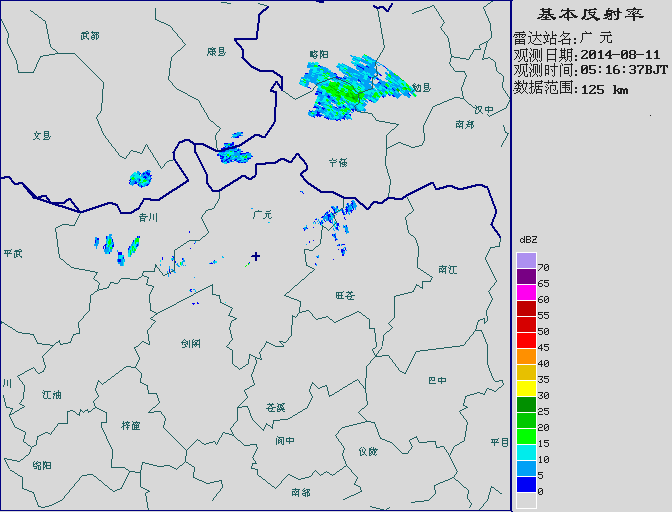 基本反射率
雷达站名:广 元
观测日期:2014-08-11
观测时间:05:16:37BJT
数据范围:125 km
武都
康县
略阳
勉县
汉中
南郑
文县
宁强
青川
广元
平武
南江
旺苍
剑阁
巴中
川
江油
苍溪
梓潼
阆中
仪陇
平昌
绵阳
南部
dBZ
70
65
60
55
50
45
40
35
30
25
20
15
10
5
0